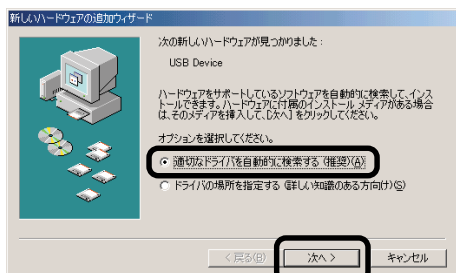 新しいハードウェアの追加ウィザード
次の新しいハードウェアが見つかりました :
USB Device
ハードウェアをサポートしているソフトウェアを自動的に検索して、インス
トールできます。ハードウェアに付属のインストール メディアがある場合
は、そのメディアを挿入して、[次へ] をクリックしてください。
オプションを選択してください。
適切なドライバを自動的に検索する (推奨)(A)
ドライバの場所を指定する (詳しい知識のある方向け)(S)
< 戻る(B)
次へ >
キャンセル